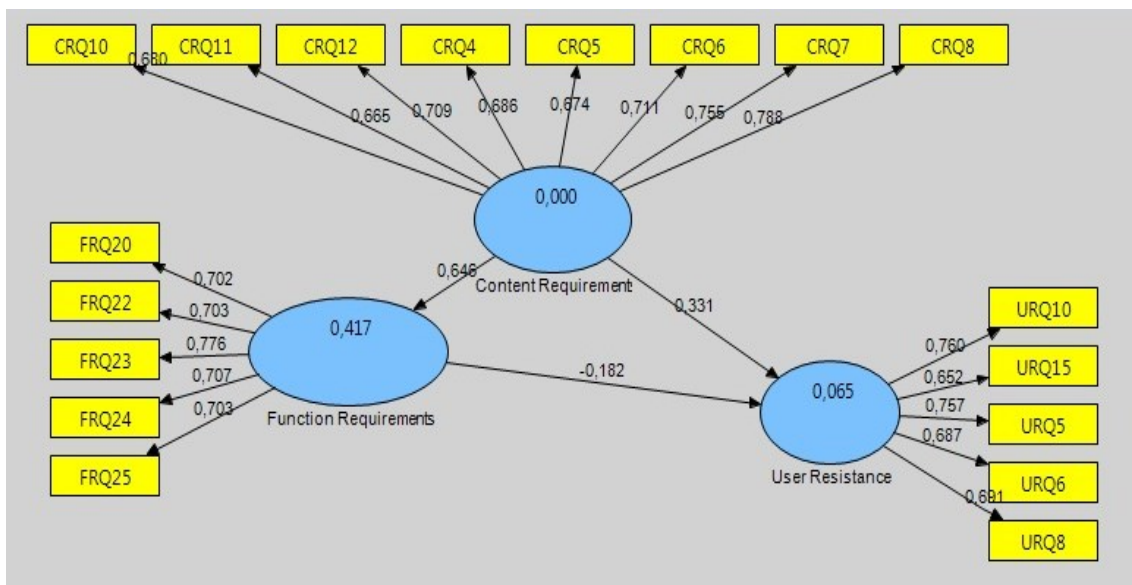 CRQ10 CRQ11 CRQ12 CRQ4 CRQ5 CRQ6 CRQ7 CRQ8
0,680
0,665
0,709
0,686
0,674
0,711
0,755
0,788
0,000
Content Requirement
0,646
0,331
FRQ20
FRQ22
FRQ23
FRQ24
FRQ25
0,702
0,703
0,776
0,707
0,703
0,417
Function Requirements
-0,182
0,065
User Resistance
0,760
0,652
0,757
0,687
0,691
URQ10
URQ15
URQ5
URQ6
URQ8